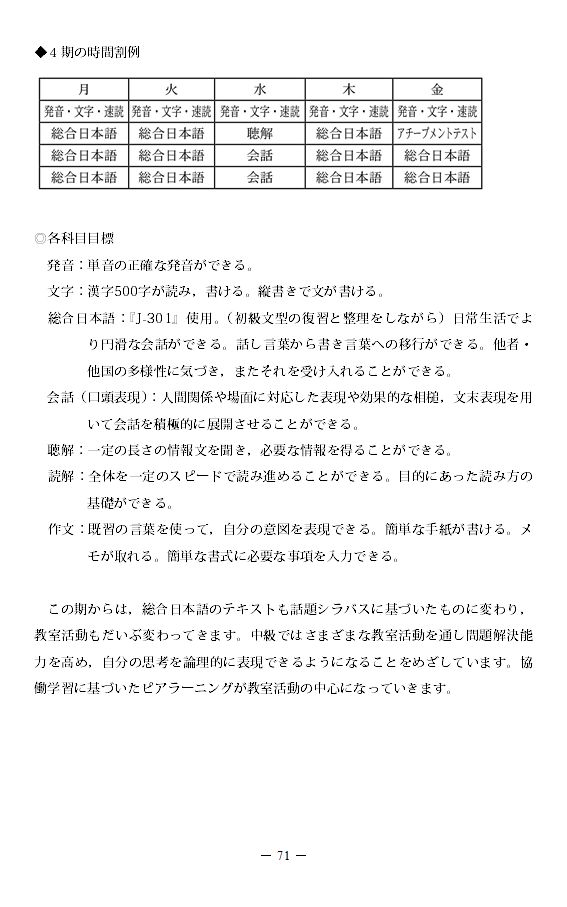 ◆４期の時間割例
月 火 水 木 金
発音・文字・速読 発音・文字・速読 発音・文字・速読 発音・文字・速読 発音・文字・速読
総合日本語 総合日本語 聴解 総合日本語 アチーブメントテスト
総合日本語 総合日本語 会話 総合日本語 総合日本語
総合日本語 総合日本語 会話 総合日本語 総合日本語
◎各科目目標
発音：単音の正確な発音ができる。
文字：漢字500字が読み，書ける。縦書きで文が書ける。
総合日本語：『J-301』使用。（初級文型の復習と整理をしながら）日常生活でよ
り円滑な会話ができる。話し言葉から書き言葉への移行ができる。他者・
他国の多様性に気づき，またそれを受け入れることができる。
会話（口頭表現）：人間関係や場面に対応した表現や効果的な相槌，文末表現を用
いて会話を積極的に展開させることができる。
聴解：一定の長さの情報文を聞き，必要な情報を得ることができる。
読解：全体を一定のスピードで読み進めることができる。目的にあった読み方の
基礎ができる。
作文：既習の言葉を使って，自分の意図を表現できる。簡単な手紙が書ける。メ
モが取れる。簡単な書式に必要な事項を入力できる。
この期からは，総合日本語のテキストも話題シラバスに基づいたものに変わり，
教室活動もだいぶ変わってきます。中級ではさまざまな教室活動を通し問題解決能
力を高め，自分の思考を論理的に表現できるようになることをめざしています。協
働学習に基づいたピアラーニングが教室活動の中心になっていきます。
― 71 ―